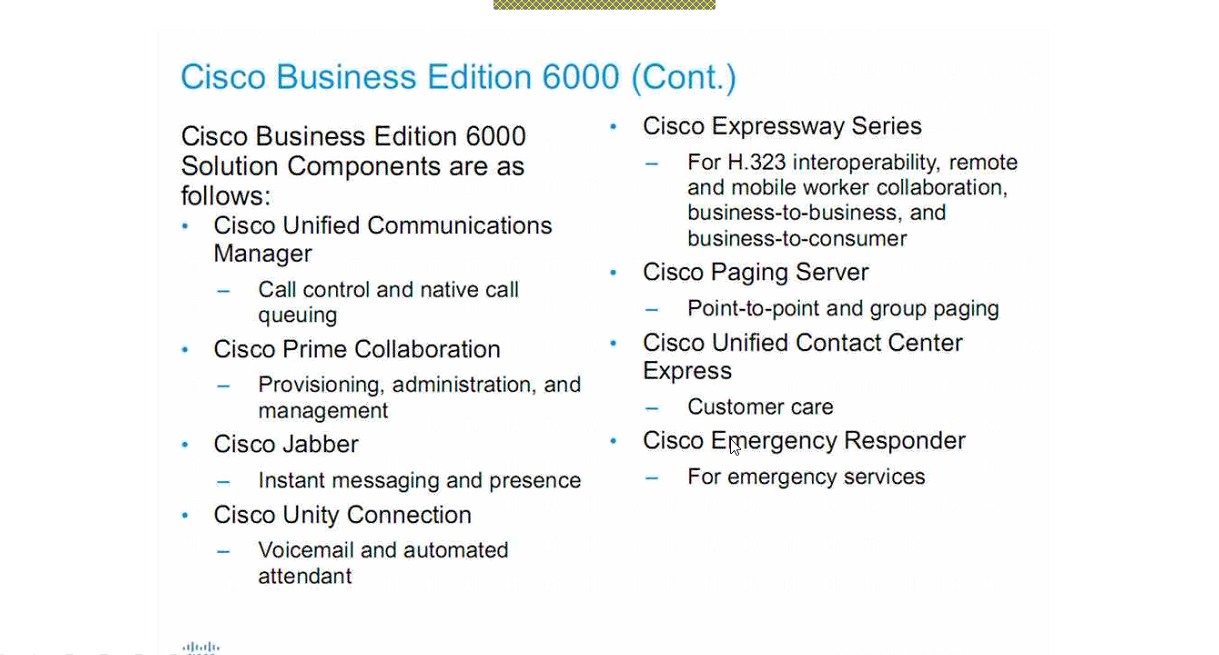 Cisco Business Edition 6000 (Cont.)
Cisco Business Edition 6000
Solution Components are as
follows:
• Cisco Unified Communications
Manager
– Call control and native call
queuing
• Cisco Prime Collaboration
– Provisioning, administration, and
management
• Cisco Jabber
– Instant messaging and presence
• Cisco Unity Connection
– Voicemail and automated
attendant
• Cisco Expressway Series
– For H.323 interoperability, remote
and mobile worker collaboration,
business-to-business, and
business-to-consumer
• Cisco Paging Server
– Point-to-point and group paging
• Cisco Unified Contact Center
Express
– Customer care
• Cisco Emergency Responder
– For emergency services